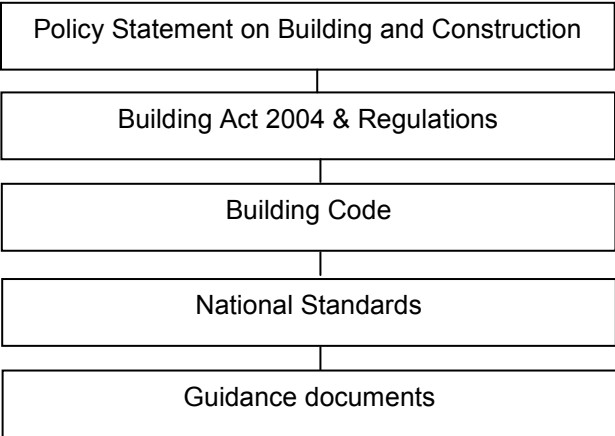 Policy Statement on Building and Construction
Building Act 2004 & Regulations
Building Code
National Standards
Guidance documents